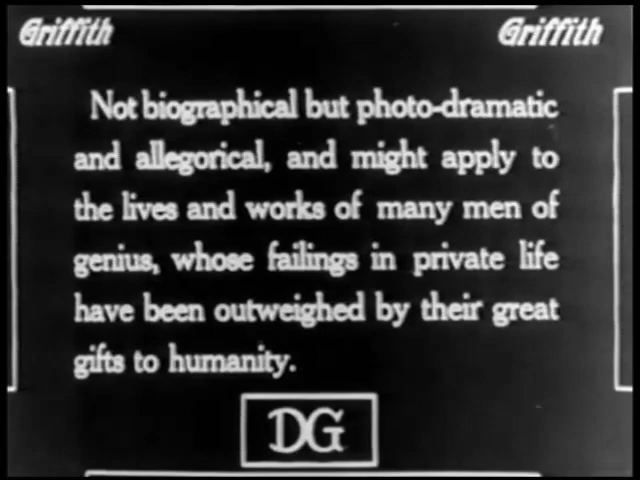 Griffith Griffith
Not biographical but photo-dramatic
and allegorical, and might apply to
the lives and works of many men of
genius, whose failings in private life
have been outweighed by their great
gifts to humanity.
DG